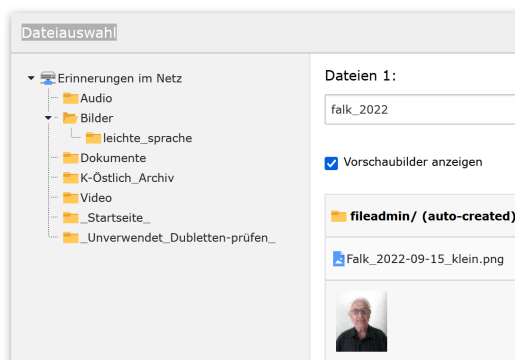 Dateiauswahl
Erinnerungen im Netz
Audio
Bilder
leichte_sprache
Dokumente
K-Östlich_Archiv
Video
_Startseite_
_Unverwendet_Dubletten-prüfen_
Dateien 1:
falk_2022
Vorschaubilder anzeigen
fileadmin/ (auto-created)
Falk_2022-09-15_klein.png